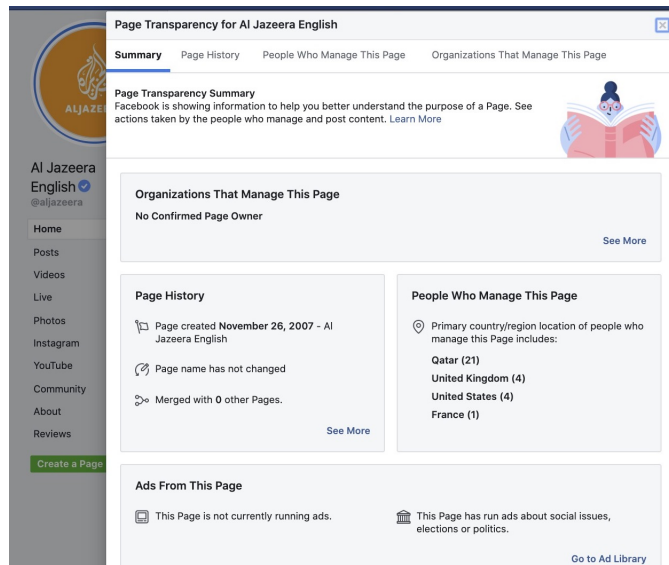 Page Transparency for Al Jazeera English
Summary
Page History
People Who Manage This Page
Organizations That Manage This Page
Page Transparency Summary
Facebook is showing information to help you better understand the purpose of a Page. See
actions taken by the people who manage and post content. Learn More
ALJAZE
Al Jazeera
English
@aljazeera
Home
Posts
Videos
Live
Photos
Instagram
YouTube
Community
About
Reviews
Create a Page
Organizations That Manage This Page
No Confirmed Page Owner
See More
Page History
Page created November 26, 2007 - Al
Jazeera English
Page name has not changed
Merged with 0 other Pages.
See More
People Who Manage This Page
Primary country/region location of people who
manage this Page includes:
Qatar (21)
United Kingdom (4)
United States (4)
France (1)
Ads From This Page
This Page is not currently running ads.
This Page has run ads about social issues,
elections or politics.
Go to Ad Library